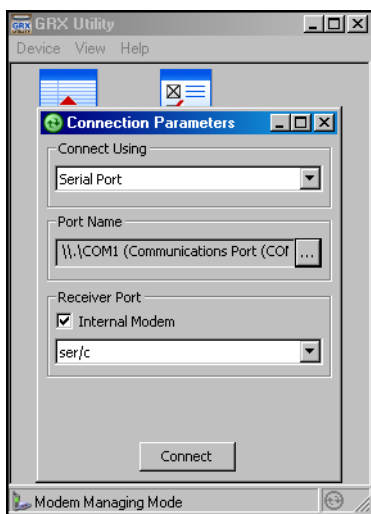 GRX GRX Utility
Device View Help
Connection Parameters
Connect Using
Serial Port
Port Name
\\.\COM1 (Communications Port (COM
...
Receiver Port
Internal Modem
ser/c
Connect
Modem Managing Mode